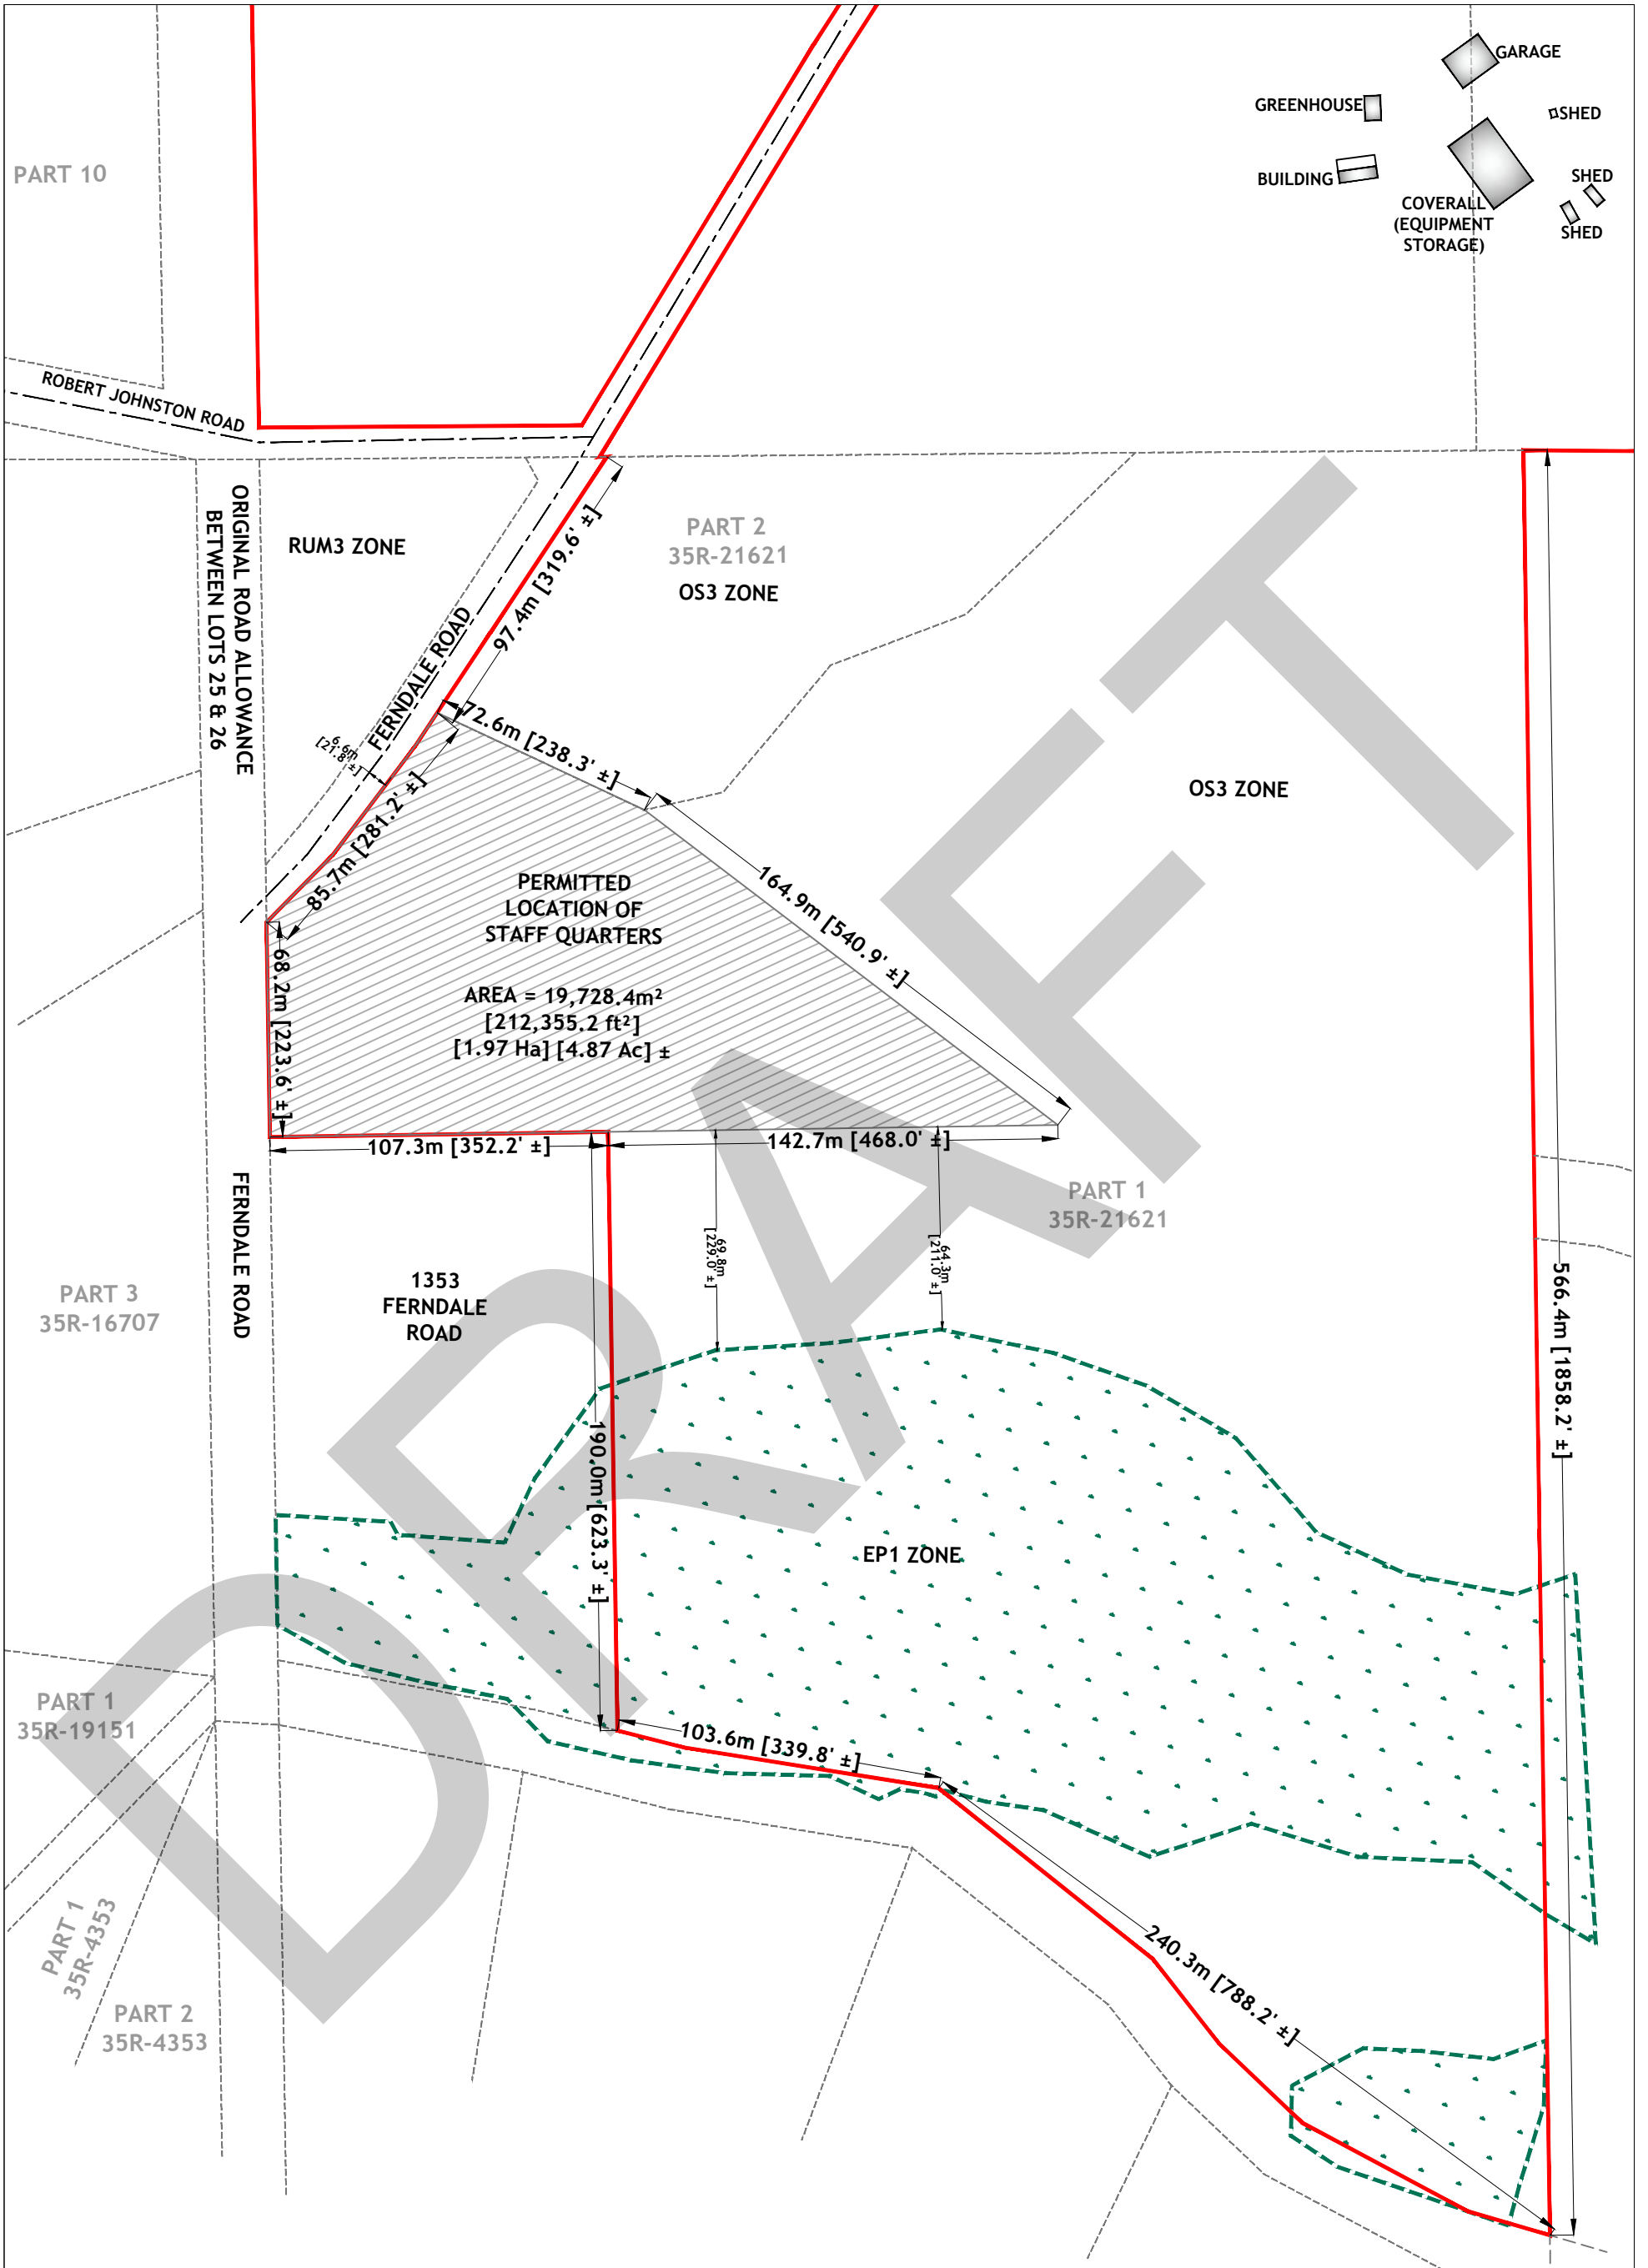 GARAGE
GREENHOUSE
SHED
BUILDING
SHED
COVERALL
(EQUIPMENT
STORAGE)
SHED
PART 10
ROBERT JOHNSTON ROAD
ORIGINAL ROAD ALLOWANCE
BETWEEN LOTS 25 & 26
RUM3 ZONE
PART 2
35R-21621
OS3 ZONE
97.4m [319.6' ±]
FERNDALE ROAD
6.6m
[21.8' ±]
72.6m [238.3' ±]
85.7m [281.2' ±]
OS3 ZONE
164.9m [540.9' ±]
PERMITTED
LOCATION OF
STAFF QUARTERS
AREA = 19,728.4m²
[212,355.2 ft²]
[1.97 Ha] [4.87 Ac] ±
68.2m [223.6' ±]
107.3m [352.2' ±]
142.7m [468.0' ±]
FERNDALE ROAD
PART 1
35R-21621
69.8m
[229.0' ±]
64.3m
[211.0' ±]
PART 3
35R-16707
1353
FERNDALE
ROAD
566.4m [1858.2' ±]
190.0m [623.3' ±]
EP1 ZONE
PART 1
35R-19151
103.6m [339.8' ±]
PART 1
35R-4353
PART 2
35R-4353
240.3m [788.2' ±]
DRAFT